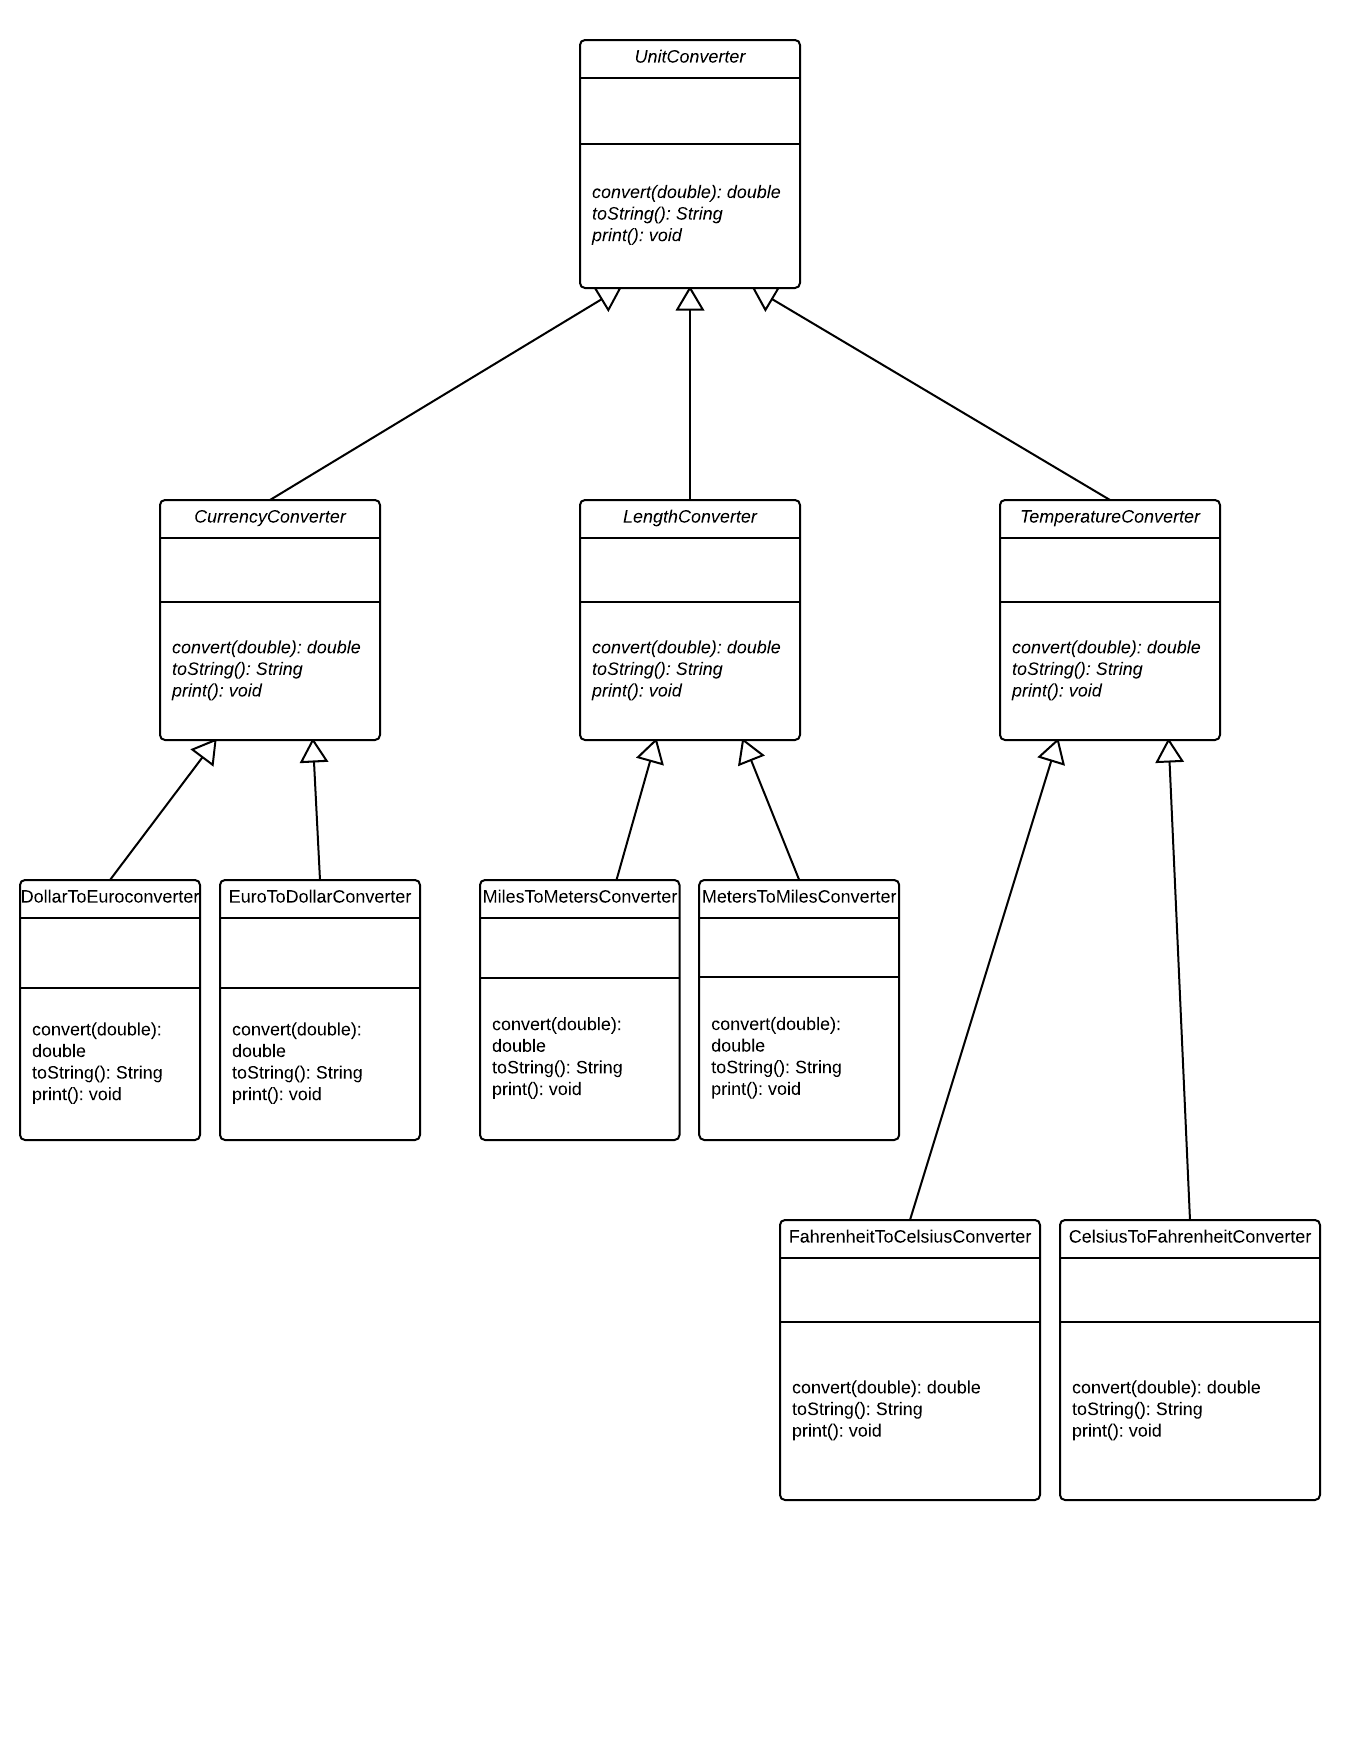 UnitConverter
convert(double): double
toString(): String
print(): void
CurrencyConverter
convert(double): double
toString(): String
print(): void
LengthConverter
convert(double): double
toString(): String
print(): void
TemperatureConverter
convert(double): double
toString(): String
print(): void
DollarToEuroconverter
convert(double):
double
toString(): String
print(): void
EuroToDollarConverter
convert(double):
double
toString(): String
print(): void
MilesToMetersConverter
convert(double):
double
toString(): String
print(): void
MetersToMilesConverter
convert(double):
double
toString(): String
print(): void
FahrenheitToCelsiusConverter
convert(double): double
toString(): String
print(): void
CelsiusToFahrenheitConverter
convert(double): double
toString(): String
print(): void